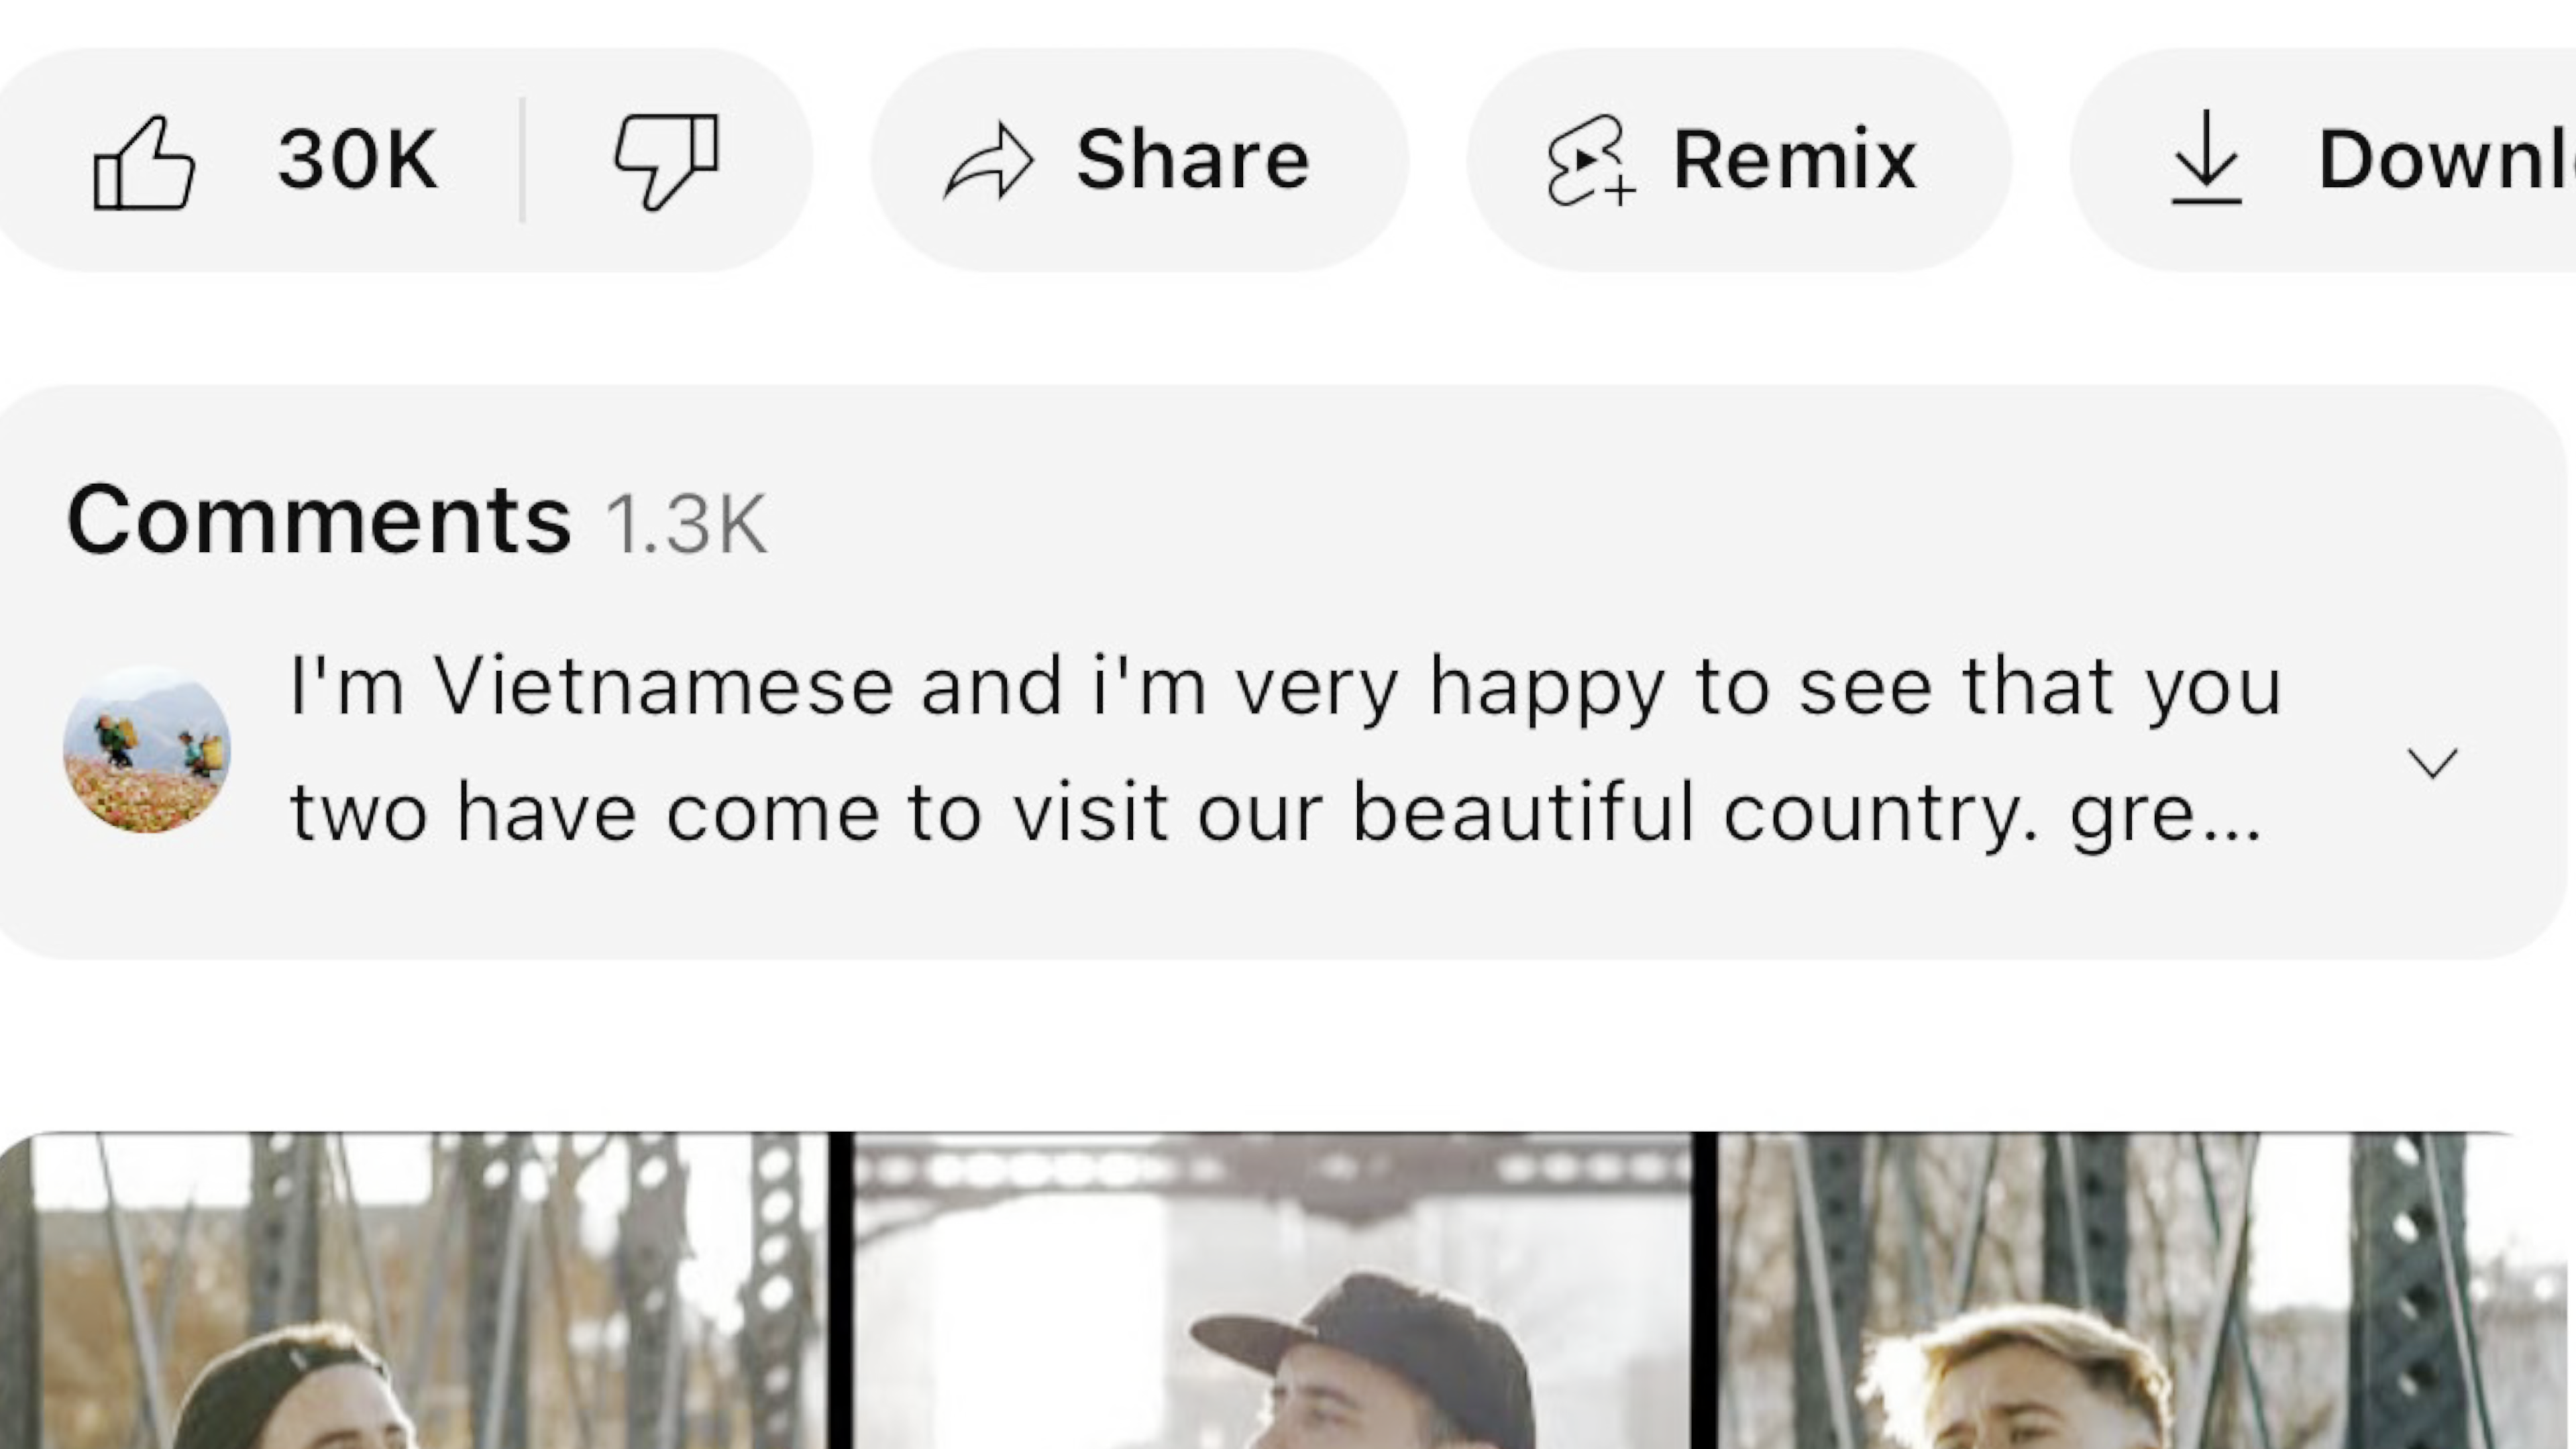 30K
Share
Remix
Downl
Comments 1.3K
I'm Vietnamese and i'm very happy to see that you
two have come to visit our beautiful country. gre...